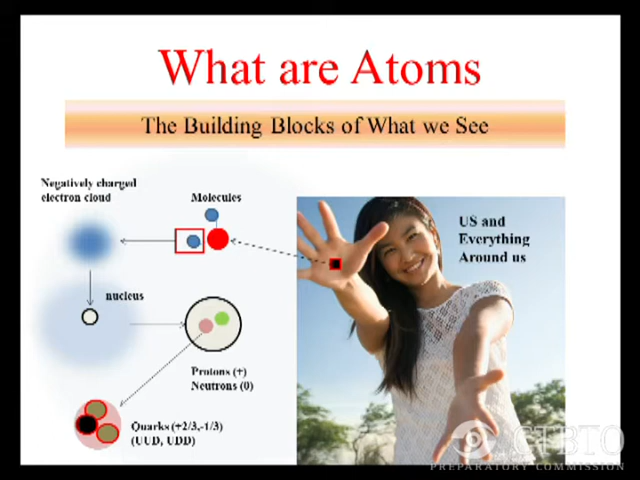 What are Atoms
The Building Blocks of What we See
Negatively charged
electron cloud
Molecules
US and
Everything
Around us
nucleus
Protons (+)
Neutrons (0)
Quarks (+2/3,-1/3)
(UUD, UDD)
CTBTO
PREPARATORY COMMISSION